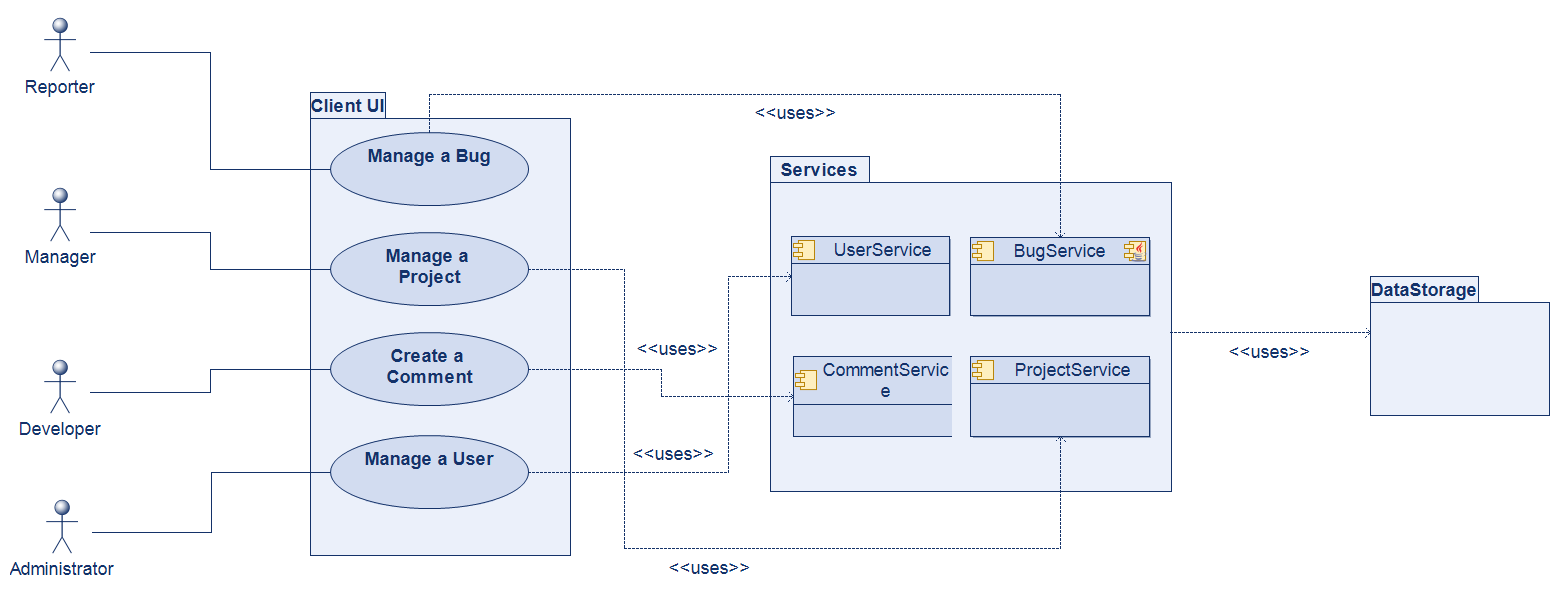 Reporter
Manager
Developer
Administrator
Client UI
Manage a Bug
Manage a
Project
Create a
Comment
Manage a User
<<uses>>
<<uses>>
<<uses>>
<<uses>>
Services
UserService
BugService
CommentServic
e
ProjectService
<<uses>>
DataStorage